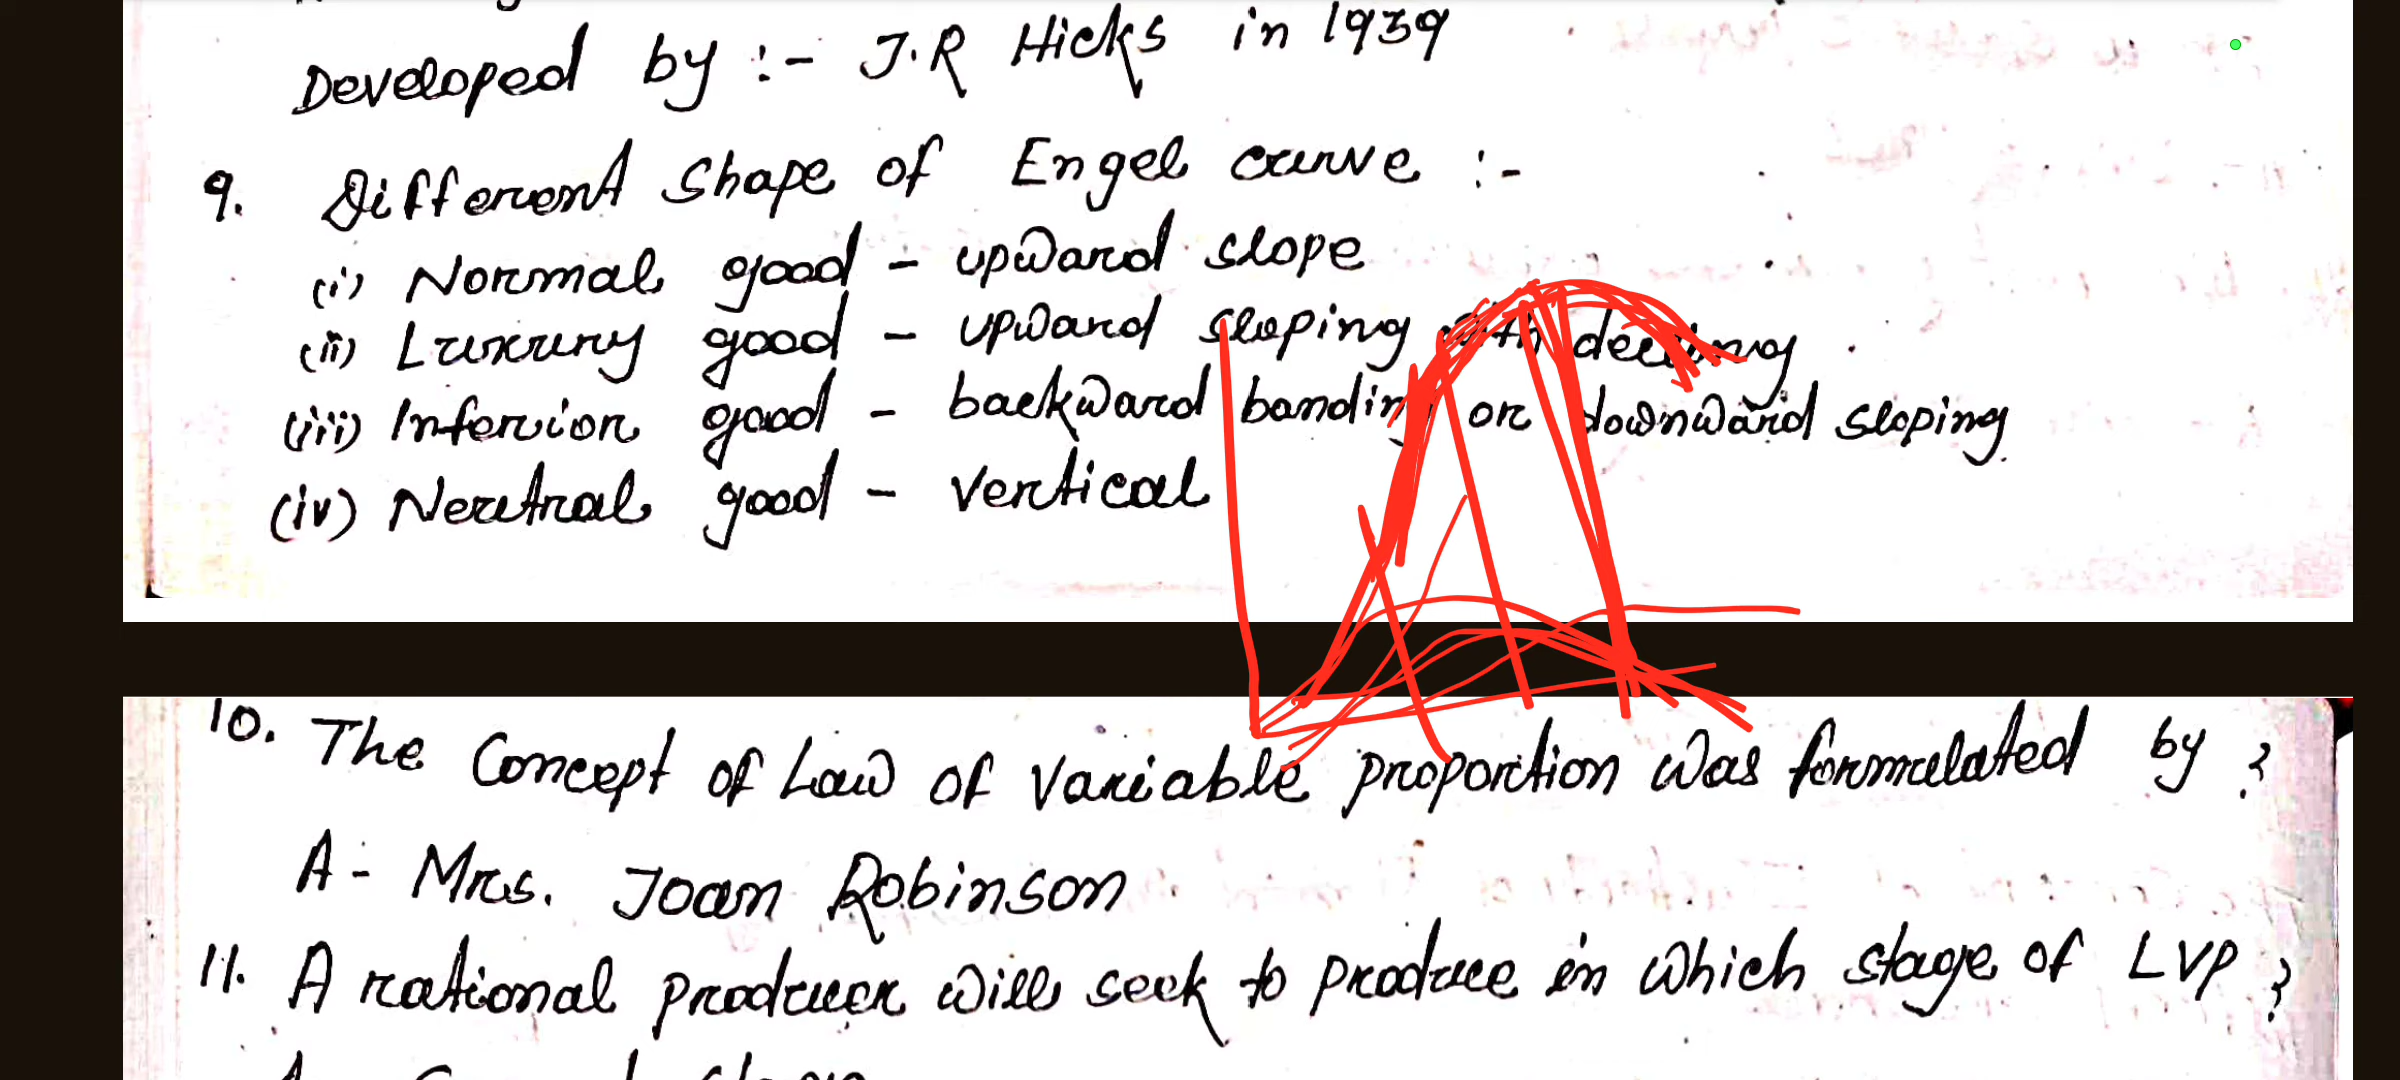 Developed by :- J.R Hicks in 1939
9. Different shape of Engel curve :-
(i) Normal good - upward slope
(ii) Luxury good - upward sloping with decling
(iii) Inferior good - backward banding or downward sloping
(iv) Neutral good - vertical
10. The Concept of Law of Variable proportion was formulated by ?
A - Mrs. Joan Robinson
11. A rational producer will seek to produce in which stage of LVP ?